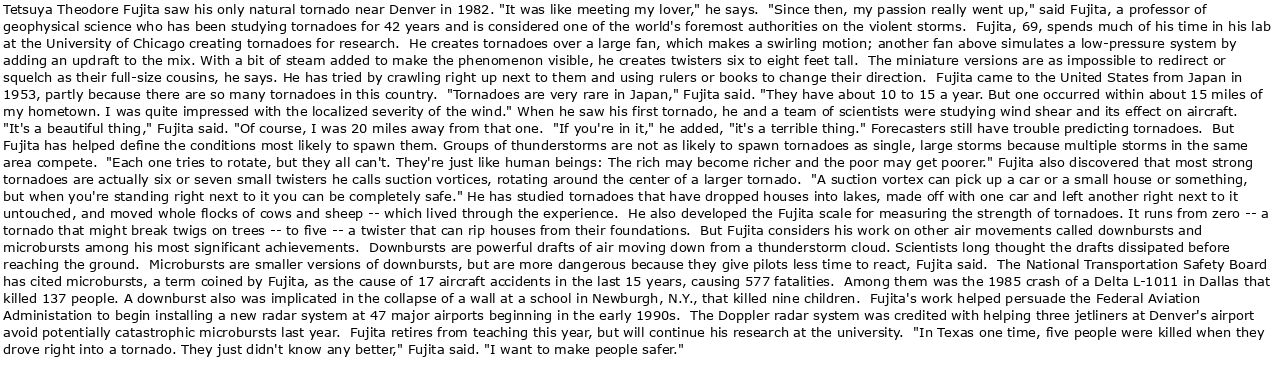 Tetsuya Theodore Fujita saw his only natural tornado near Denver in 1982. "It was like meeting my lover," he says.  "Since then, my passion really went up," said Fujita, a professor of
geophysical science who has been studying tornadoes for 42 years and is considered one of the world's foremost authorities on the violent storms.  Fujita, 69, spends much of his time in his lab
at the University of Chicago creating tornadoes for research.  He creates tornadoes over a large fan, which makes a swirling motion; another fan above simulates a low-pressure system by
adding an updraft to the mix. With a bit of steam added to make the phenomenon visible, he creates twisters six to eight feet tall.  The miniature versions are as impossible to redirect or
squelch as their full-size cousins, he says. He has tried by crawling right up next to them and using rulers or books to change their direction.  Fujita came to the United States from Japan in
1953, partly because there are so many tornadoes in this country.  "Tornadoes are very rare in Japan," Fujita said. "They have about 10 to 15 a year. But one occurred within about 15 miles of
my hometown. I was quite impressed with the localized severity of the wind." When he saw his first tornado, he and a team of scientists were studying wind shear and its effect on aircraft.
"It's a beautiful thing," Fujita said. "Of course, I was 20 miles away from that one.  "If you're in it," he added, "it's a terrible thing." Forecasters still have trouble predicting tornadoes.  But
Fujita has helped define the conditions most likely to spawn them. Groups of thunderstorms are not as likely to spawn tornadoes as single, large storms because multiple storms in the same
area compete.  "Each one tries to rotate, but they all can't. They're just like human beings: The rich may become richer and the poor may get poorer." Fujita also discovered that most strong
tornadoes are actually six or seven small twisters he calls suction vortices, rotating around the center of a larger tornado.  "A suction vortex can pick up a car or a small house or something,
but when you're standing right next to it you can be completely safe." He has studied tornadoes that have dropped houses into lakes, made off with one car and left another right next to it
untouched, and moved whole flocks of cows and sheep -- which lived through the experience.  He also developed the Fujita scale for measuring the strength of tornadoes. It runs from zero -- a
tornado that might break twigs on trees -- to five -- a twister that can rip houses from their foundations.  But Fujita considers his work on other air movements called downbursts and
microbursts among his most significant achievements.  Downbursts are powerful drafts of air moving down from a thunderstorm cloud. Scientists long thought the drafts dissipated before
reaching the ground.  Microbursts are smaller versions of downbursts, but are more dangerous because they give pilots less time to react, Fujita said.  The National Transportation Safety Board
has cited microbursts, a term coined by Fujita, as the cause of 17 aircraft accidents in the last 15 years, causing 577 fatalities.  Among them was the 1985 crash of a Delta L-1011 in Dallas that
killed 137 people. A downburst also was implicated in the collapse of a wall at a school in Newburgh, N.Y., that killed nine children.  Fujita's work helped persuade the Federal Aviation
Administation to begin installing a new radar system at 47 major airports beginning in the early 1990s.  The Doppler radar system was credited with helping three jetliners at Denver's airport
avoid potentially catastrophic microbursts last year.  Fujita retires from teaching this year, but will continue his research at the university.  "In Texas one time, five people were killed when they
drove right into a tornado. They just didn't know any better," Fujita said. "I want to make people safer."